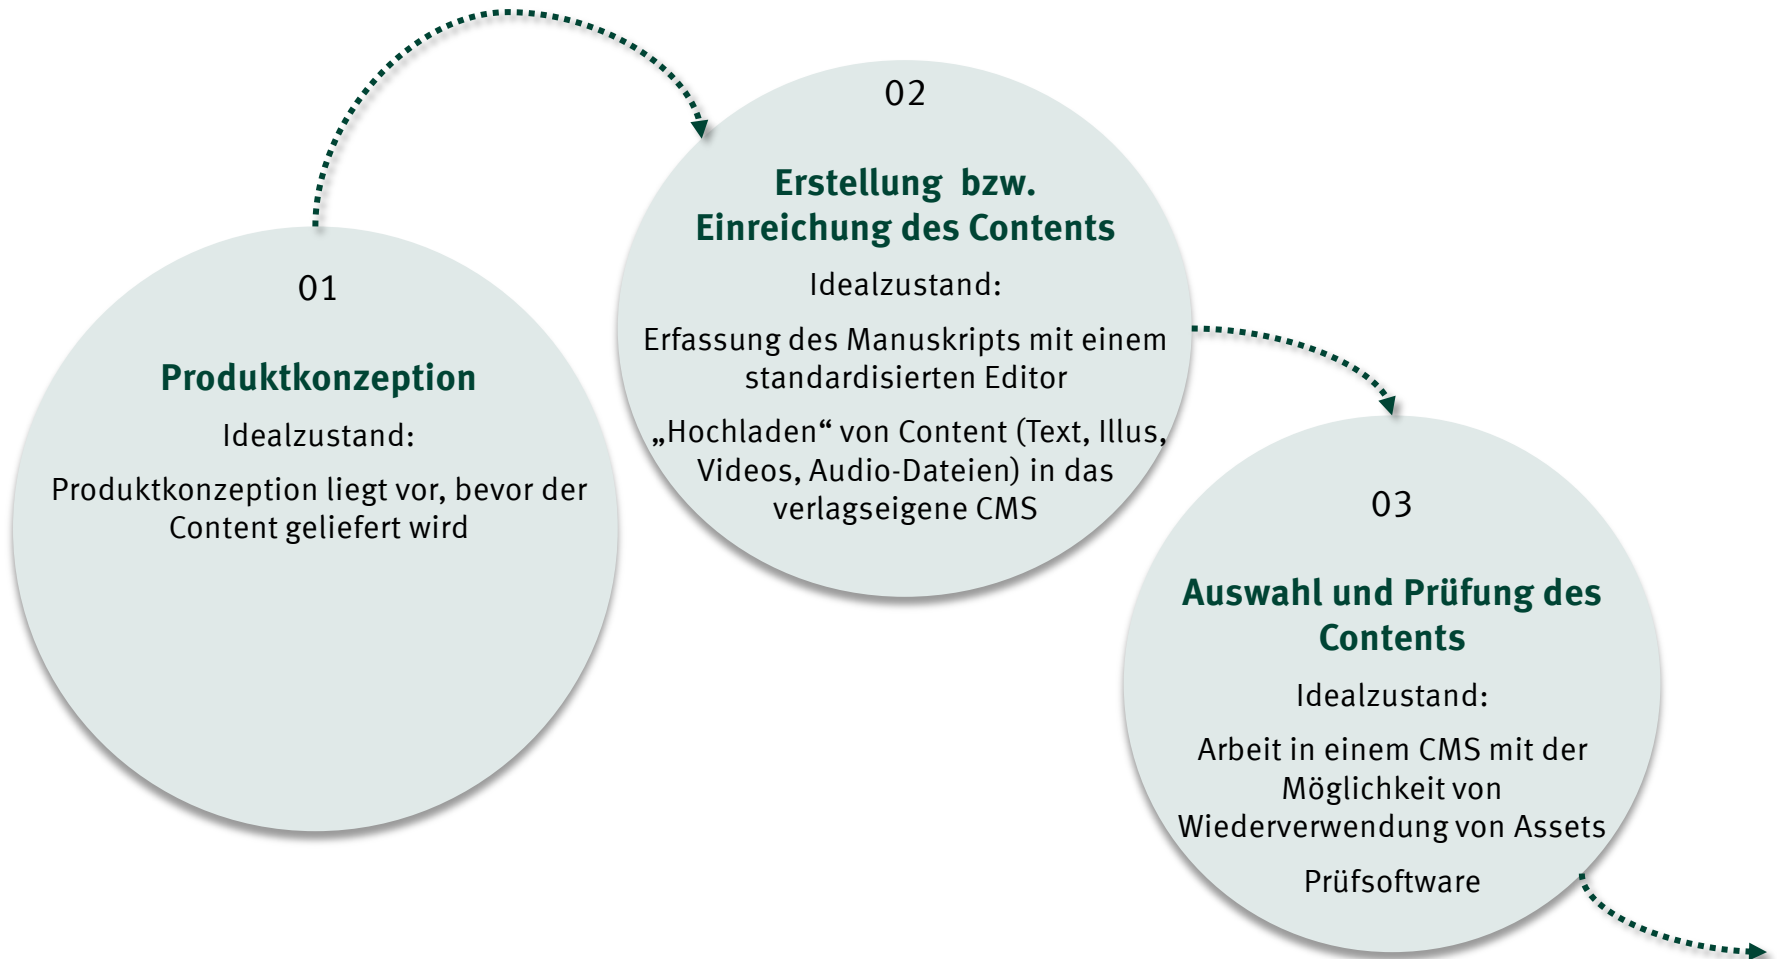 01
Produktkonzeption
Idealzustand:
Produktkonzeption liegt vor, bevor der
Content geliefert wird
02
Erstellung  bzw.
Einreichung des Contents
Idealzustand:
Erfassung des Manuskripts mit einem
standardisierten Editor
„Hochladen“ von Content (Text, Illus,
Videos, Audio-Dateien) in das
verlagseigene CMS
03
Auswahl und Prüfung des
Contents
Idealzustand:
Arbeit in einem CMS mit der
Möglichkeit von
Wiederverwendung von Assets
Prüfsoftware